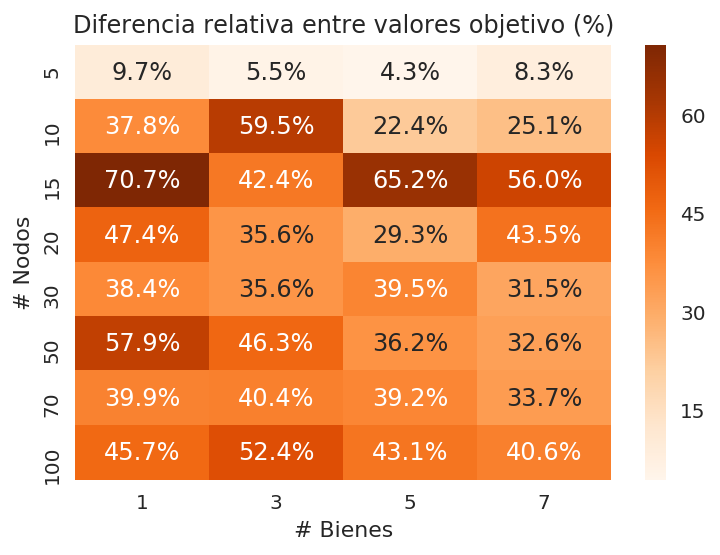 Diferencia relativa entre valores objetivo (%)
5 9.7% 5.5% 4.3% 8.3%
10 37.8% 59.5% 22.4% 25.1%
15 70.7% 42.4% 65.2% 56.0%
20 47.4% 35.6% 29.3% 43.5%
30 38.4% 35.6% 39.5% 31.5%
50 57.9% 46.3% 36.2% 32.6%
70 39.9% 40.4% 39.2% 33.7%
100 45.7% 52.4% 43.1% 40.6%
1 3 5 7
# Bienes
# Nodos
60
45
30
15